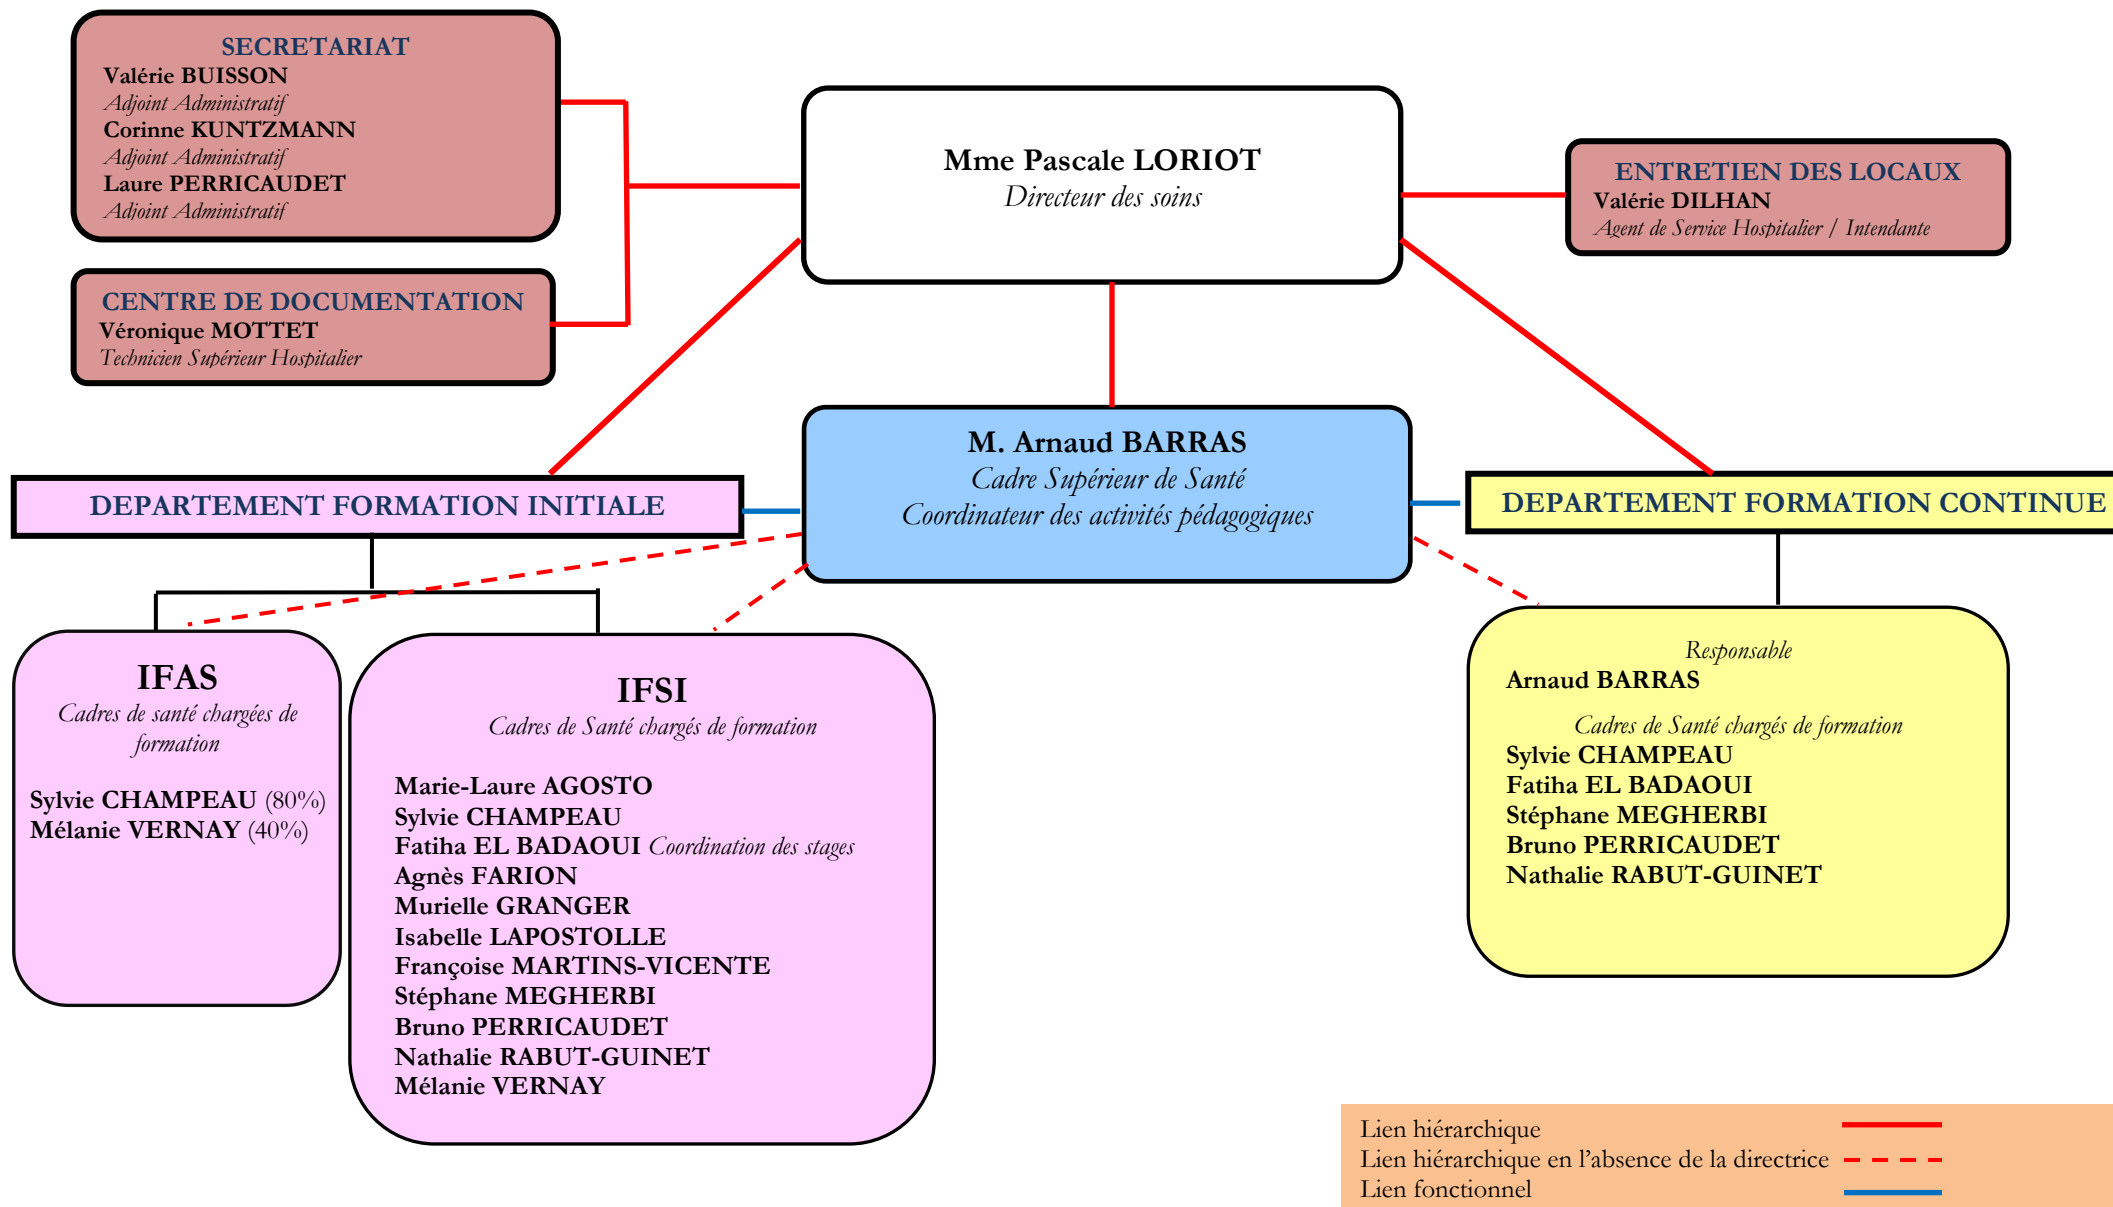 SECRETARIAT
Valérie BUISSON
Adjoint Administratif
Corinne KUNTZMANN
Adjoint Administratif
Laure PERRICAUDET
Adjoint Administratif
Mme Pascale LORIOT
Directeur des soins
ENTRETIEN DES LOCAUX
Valérie DILHAN
Agent de Service Hospitalier / Intendante
CENTRE DE DOCUMENTATION
Véronique MOTTET
Technicien Supérieur Hospitalier
M. Arnaud BARRAS
Cadre Supérieur de Santé
Coordinateur des activités pédagogiques
DEPARTEMENT FORMATION INITIALE
DEPARTEMENT FORMATION CONTINUE
IFAS
Cadres de santé chargées de
formation
Sylvie CHAMPEAU (80%)
Mélanie VERNAY (40%)
IFSI
Cadres de Santé chargés de formation
Marie-Laure AGOSTO
Sylvie CHAMPEAU
Fatiha EL BADAOUI Coordination des stages
Agnès FARION
Murielle GRANGER
Isabelle LAPOSTOLLE
Françoise MARTINS-VICENTE
Stéphane MEGHERBI
Bruno PERRICAUDET
Nathalie RABUT-GUINET
Mélanie VERNAY
Responsable
Arnaud BARRAS
Cadres de Santé chargés de formation
Sylvie CHAMPEAU
Fatiha EL BADAOUI
Stéphane MEGHERBI
Bruno PERRICAUDET
Nathalie RABUT-GUINET
Lien hiérarchique
Lien hiérarchique en l'absence de la directrice
Lien fonctionnel